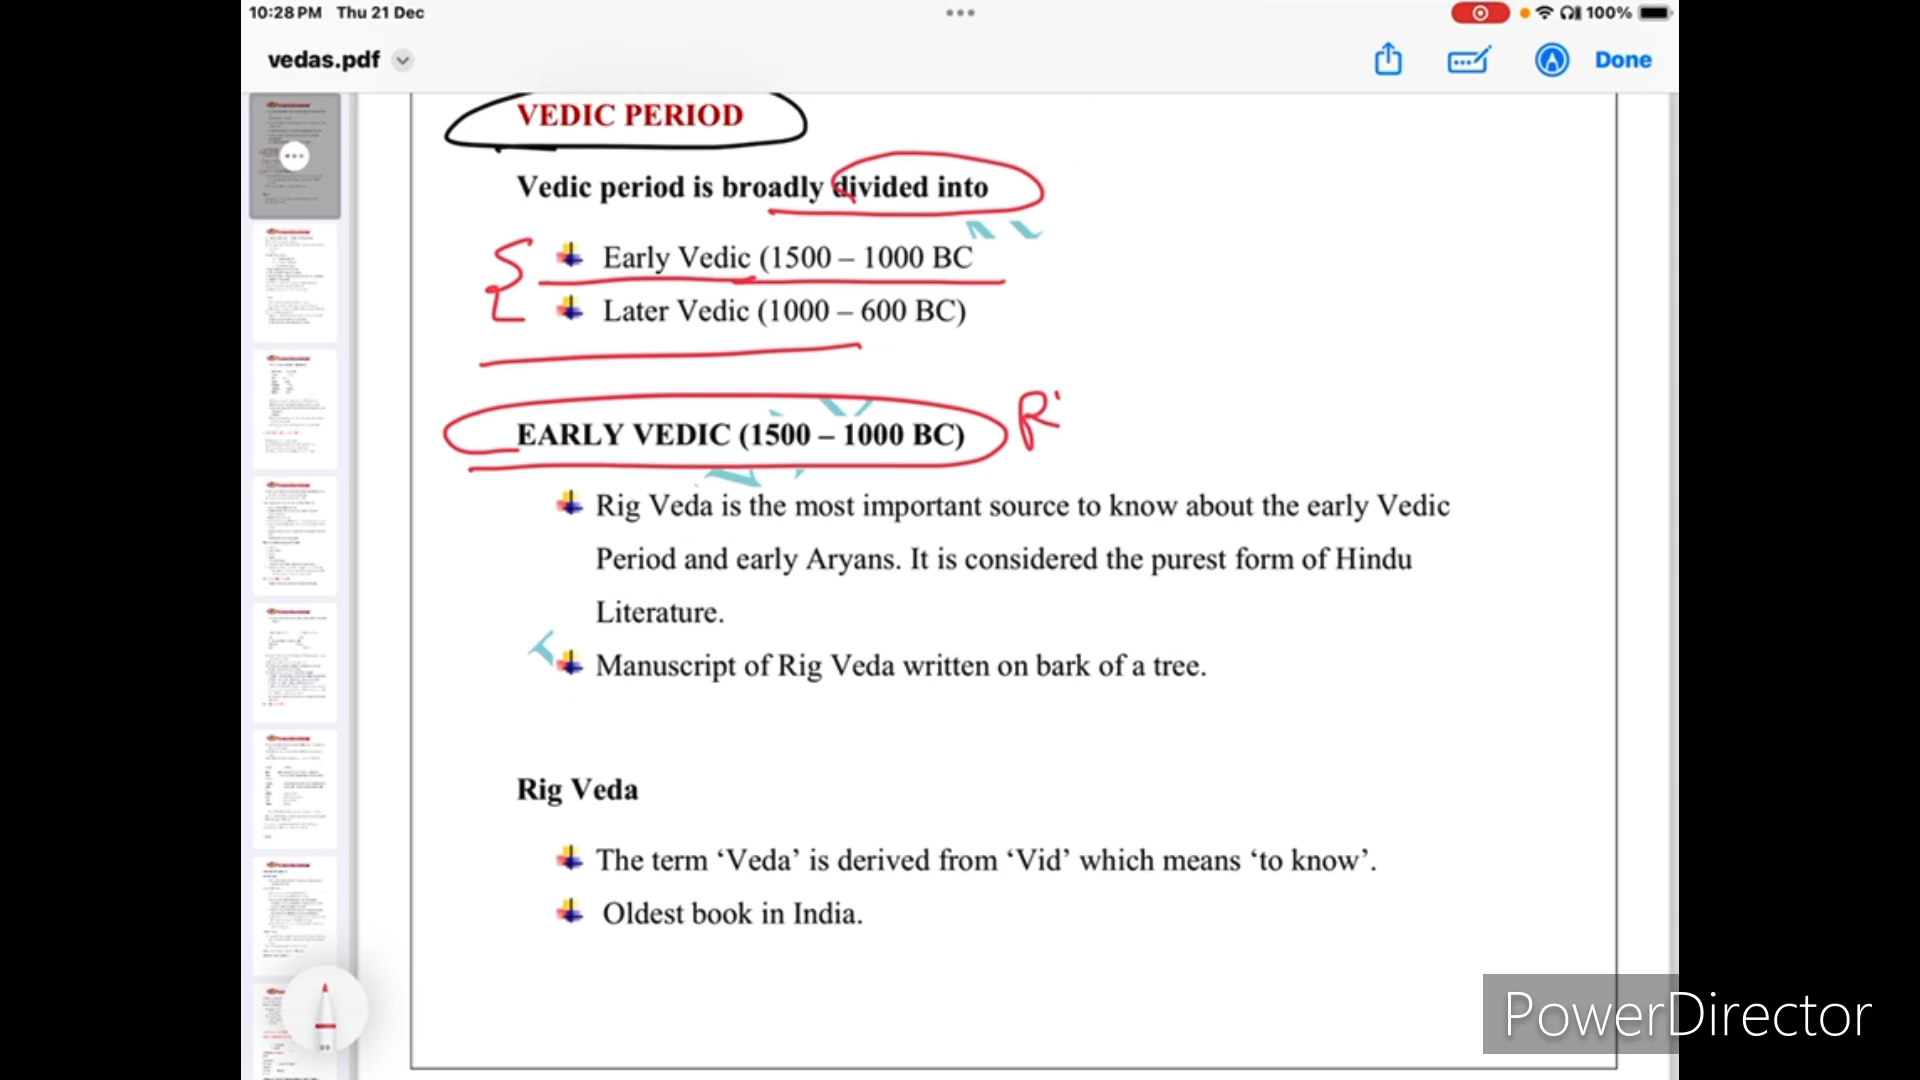 10:28 PM Thu 21 Dec
100%
vedas.pdf
Done
VEDIC PERIOD
Vedic period is broadly divided into
Early Vedic (1500 – 1000 BC
Later Vedic (1000 – 600 BC)
EARLY VEDIC (1500 – 1000 BC)
Ri
Rig Veda is the most important source to know about the early Vedic
Period and early Aryans. It is considered the purest form of Hindu
Literature.
Manuscript of Rig Veda written on bark of a tree.
Rig Veda
The term ‘Veda’ is derived from ‘Vid’ which means ‘to know’.
Oldest book in India.
PowerDirector